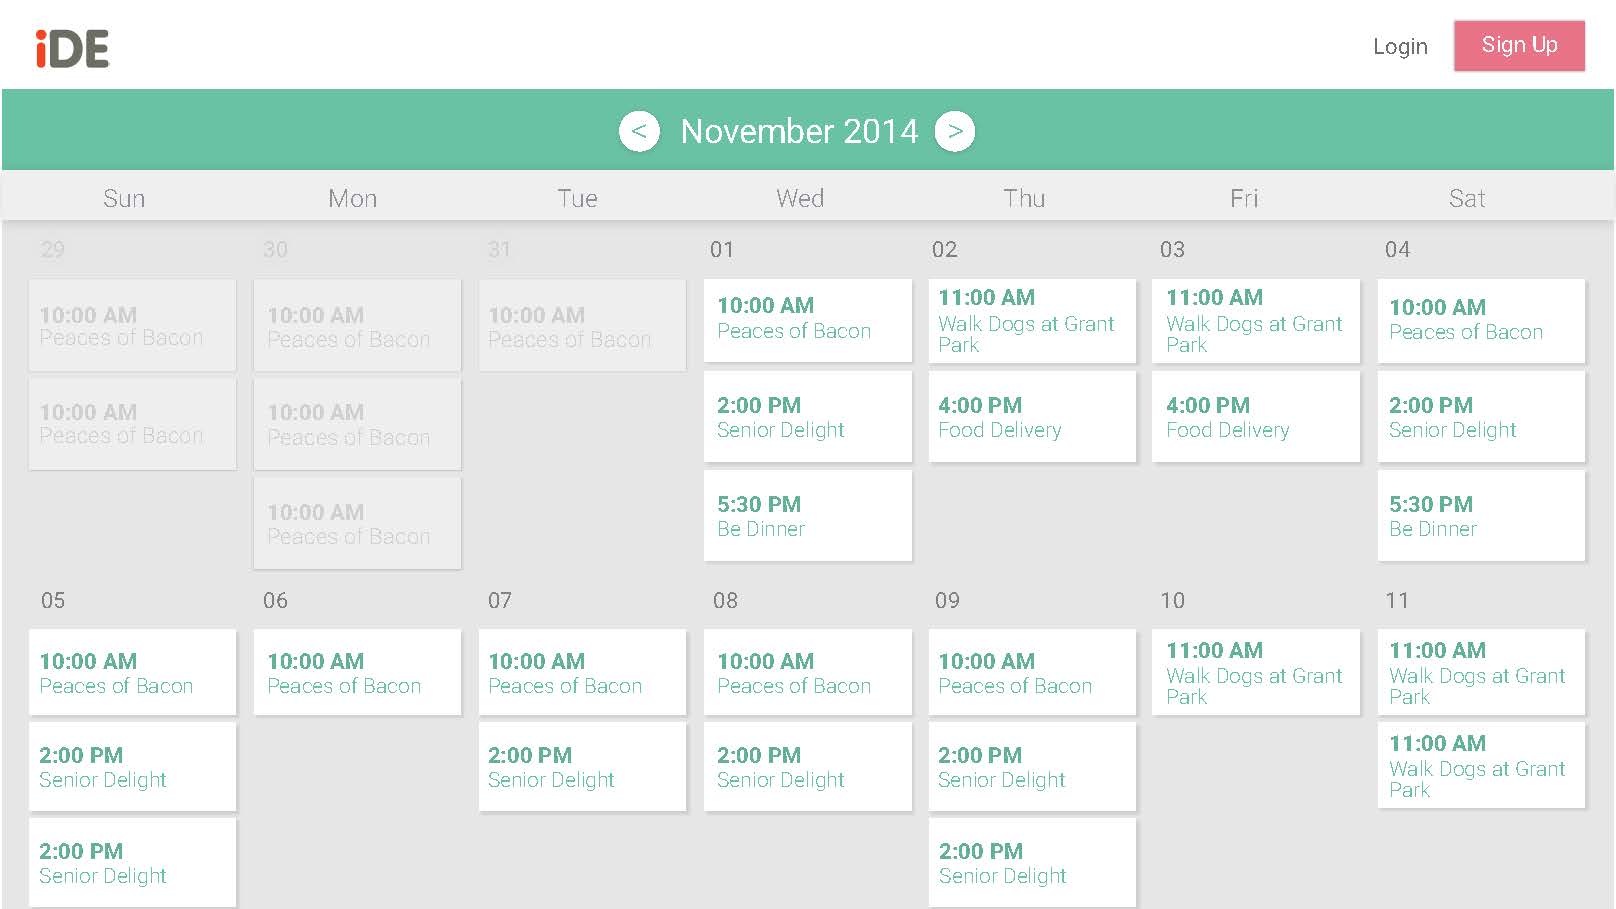 iDE
Login
Sign Up
<
November 2014
>
Sun
Mon
Tue
Wed
Thu
Fri
Sat
29
10:00 AM
Peaces of Bacon
10:00 AM
Peaces of Bacon
30
10:00 AM
Peaces of Bacon
10:00 AM
Peaces of Bacon
10:00 AM
Peaces of Bacon
31
10:00 AM
Peaces of Bacon
01
10:00 AM
Peaces of Bacon
2:00 PM
Senior Delight
5:30 PM
Be Dinner
02
11:00 AM
Walk Dogs at Grant
Park
4:00 PM
Food Delivery
03
11:00 AM
Walk Dogs at Grant
Park
4:00 PM
Food Delivery
04
10:00 AM
Peaces of Bacon
2:00 PM
Senior Delight
5:30 PM
Be Dinner
05
10:00 AM
Peaces of Bacon
2:00 PM
Senior Delight
2:00 PM
Senior Delight
06
10:00 AM
Peaces of Bacon
07
10:00 AM
Peaces of Bacon
2:00 PM
Senior Delight
08
10:00 AM
Peaces of Bacon
2:00 PM
Senior Delight
09
10:00 AM
Peaces of Bacon
2:00 PM
Senior Delight
2:00 PM
Senior Delight
10
11:00 AM
Walk Dogs at Grant
Park
11
11:00 AM
Walk Dogs at Grant
Park
11:00 AM
Walk Dogs at Grant
Park